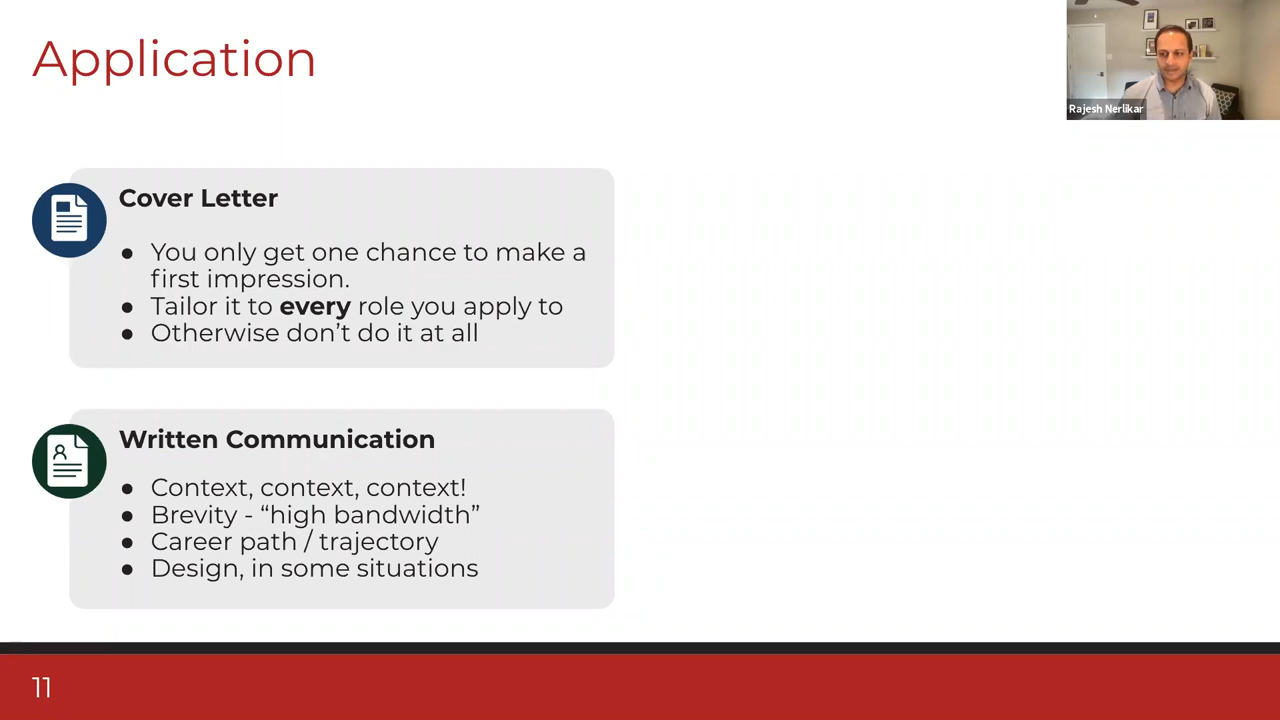 Application
Rajesh Nerlikar
Cover Letter
● You only get one chance to make a
first impression.
● Tailor it to every role you apply to
● Otherwise don’t do it at all
Written Communication
● Context, context, context!
● Brevity - “high bandwidth”
● Career path / trajectory
● Design, in some situations
11